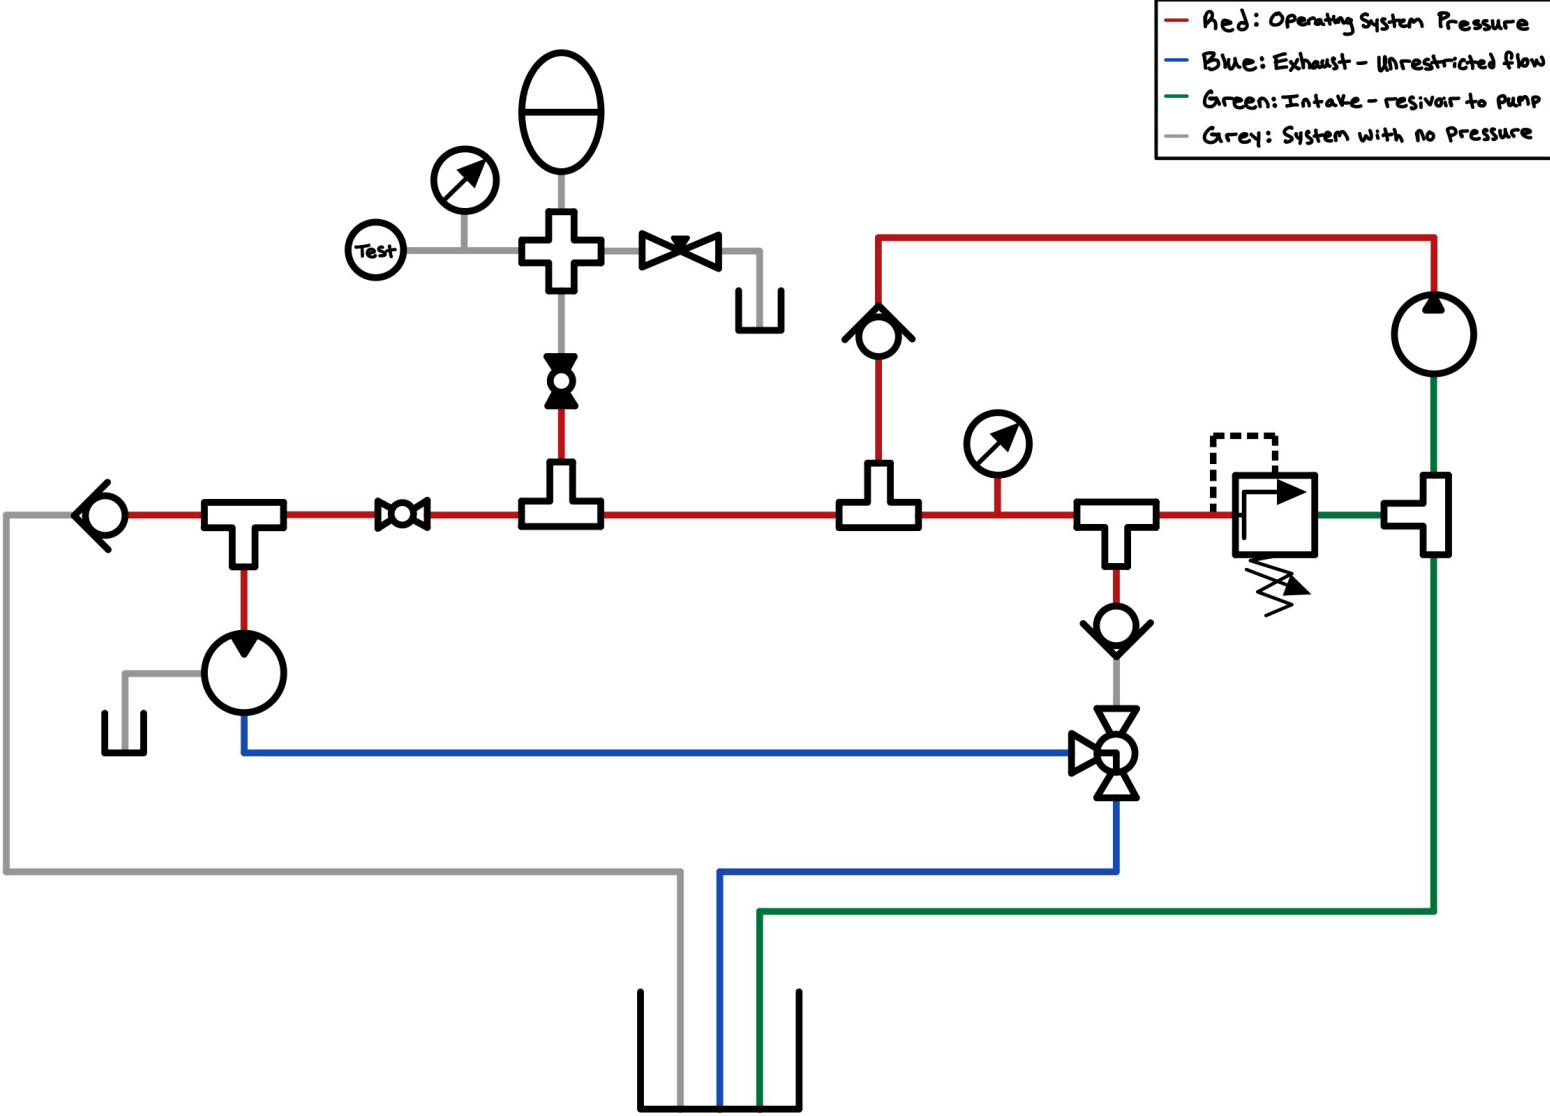 Red: Operating System Pressure
Blue: Exhaust - Unrestricted flow
Green: Intake - resivoir to pump
Grey: System with no Pressure
Test